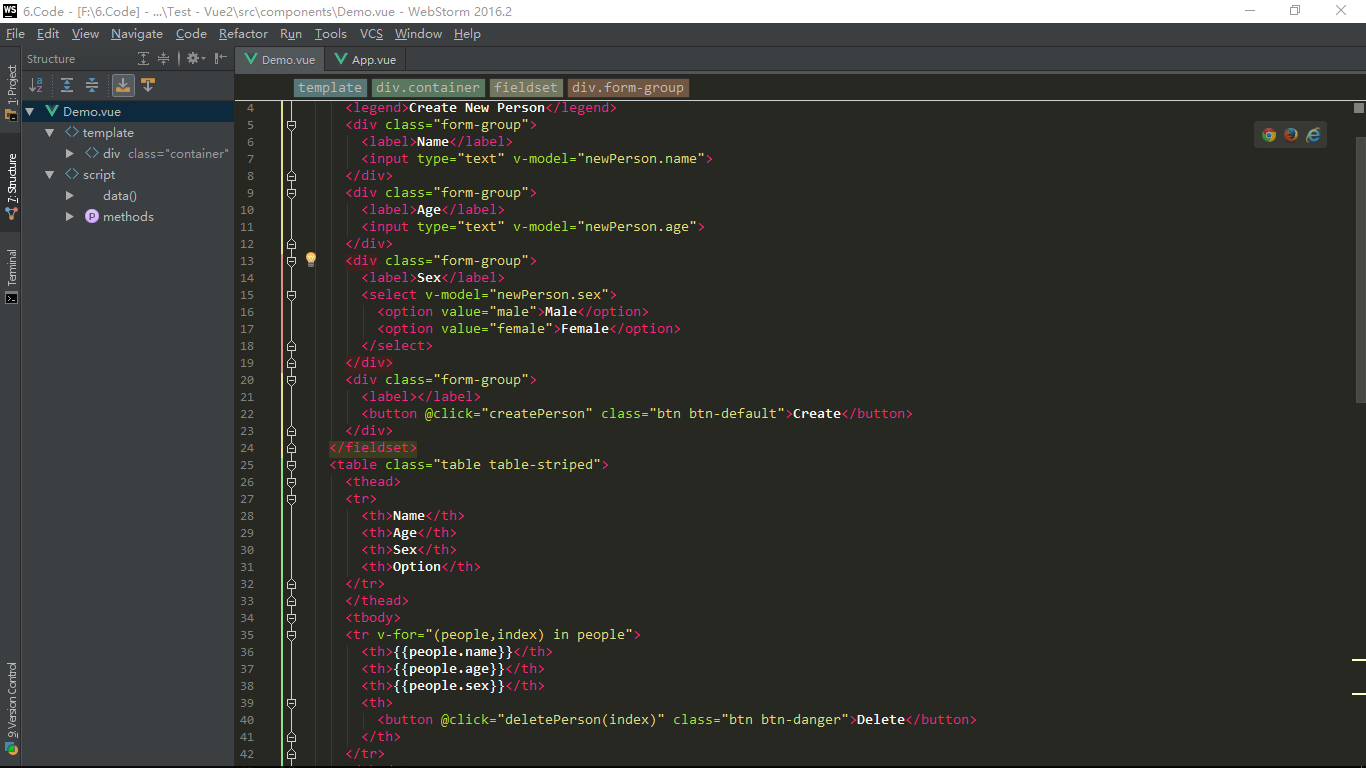 WS 6.Code - [F:\6.Code] - ...\Test - Vue2\src\components\Demo.vue - WebStorm 2016.2
File Edit View Navigate Code Refactor Run Tools VCS Window Help
Structure
Demo.vue App.vue
template div.container fieldset div.form-group
1: Project
7: Structure
Terminal
9: Version Control
Demo.vue
template
div class="container"
script
data()
P methods
4 <legend>Create New Person</legend>
5 <div class="form-group">
6 <label>Name</label>
7 <input type="text" v-model="newPerson.name">
8 </div>
9 <div class="form-group">
10 <label>Age</label>
11 <input type="text" v-model="newPerson.age">
12 </div>
13 <div class="form-group">
14 <label>Sex</label>
15 <select v-model="newPerson.sex">
16 <option value="male">Male</option>
17 <option value="female">Female</option>
18 </select>
19 </div>
20 <div class="form-group">
21 <label></label>
22 <button @click="createPerson" class="btn btn-default">Create</button>
23 </div>
24 </fieldset>
25 <table class="table table-striped">
26 <thead>
27 <tr>
28 <th>Name</th>
29 <th>Age</th>
30 <th>Sex</th>
31 <th>Option</th>
32 </tr>
33 </thead>
34 <tbody>
35 <tr v-for="(people,index) in people">
36 <th>{{people.name}}</th>
37 <th>{{people.age}}</th>
38 <th>{{people.sex}}</th>
39 <th>
40 <button @click="deletePerson(index)" class="btn btn-danger">Delete</button>
41 </th>
42 </tr>